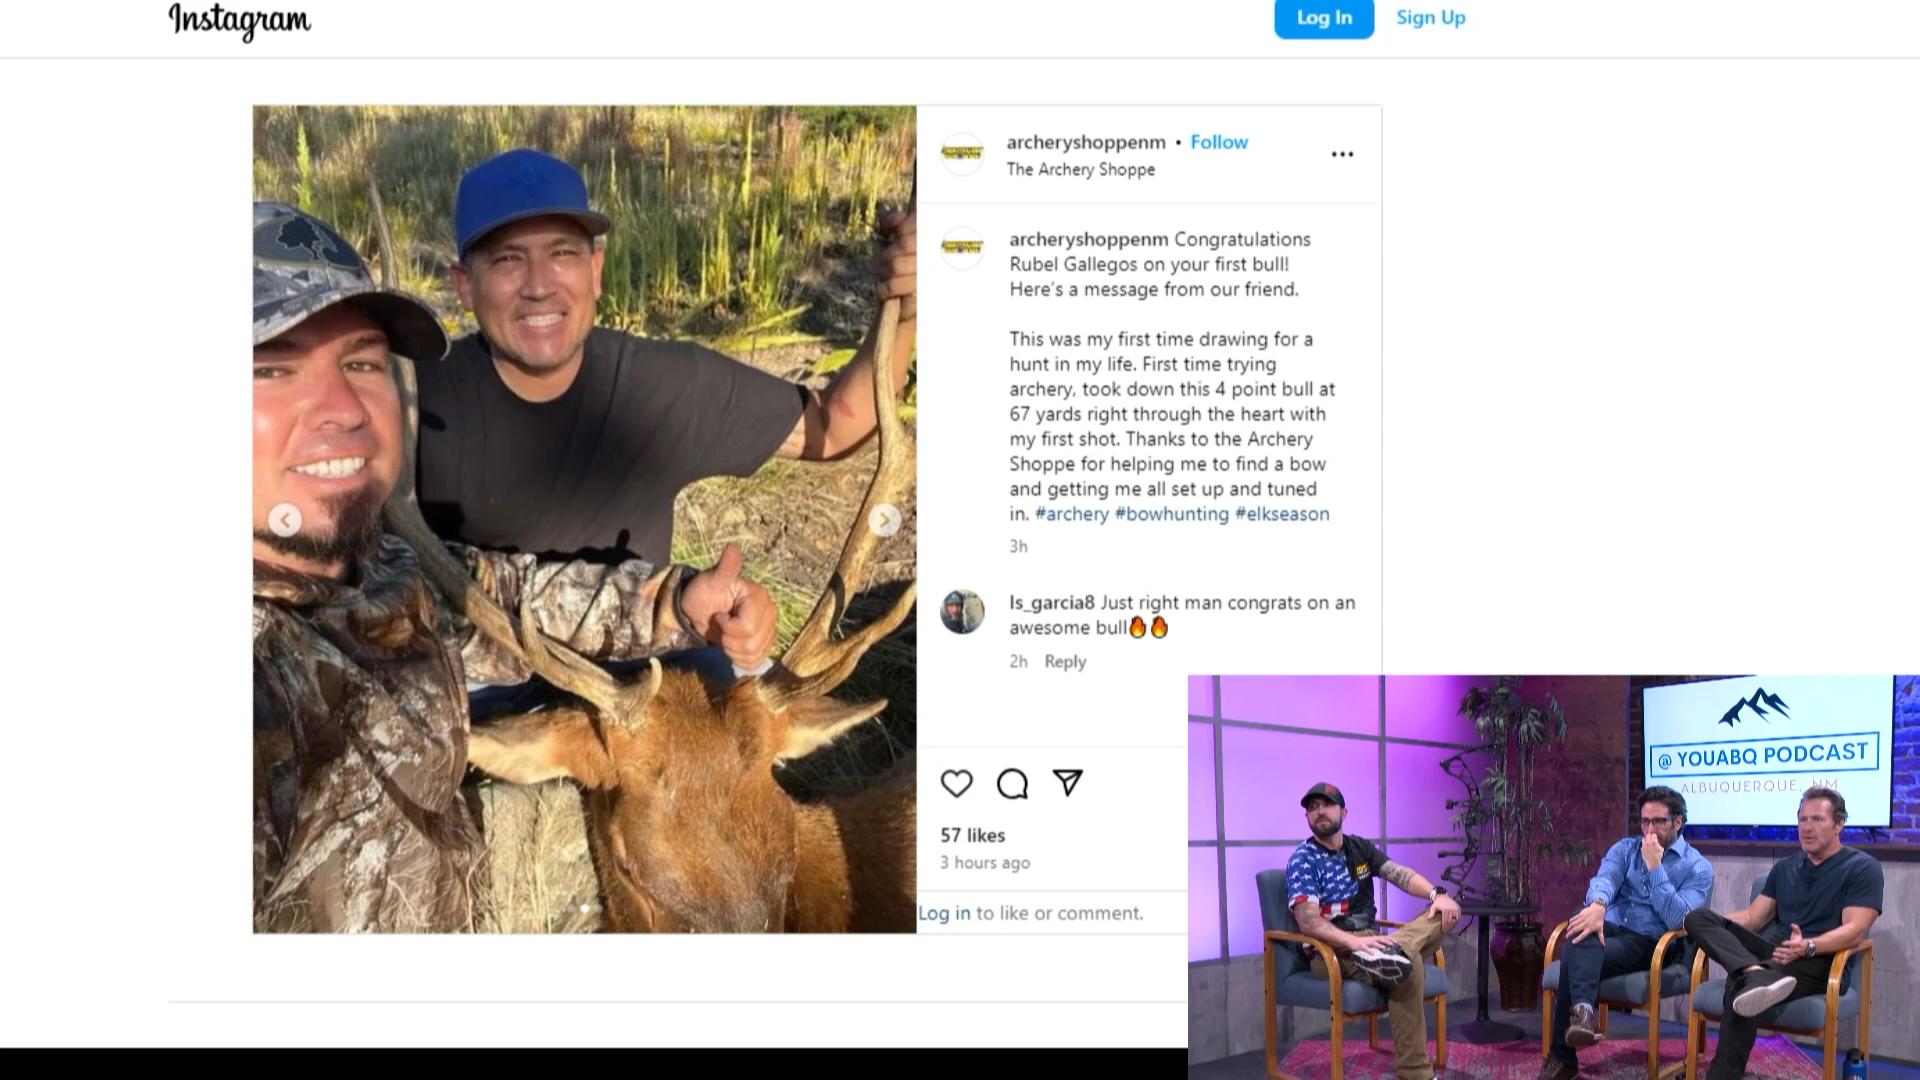 Instagram
Log In
Sign Up
archeryshoppenm • Follow
The Archery Shoppe
archeryshoppenm Congratulations
Rubel Gallegos on your first bull!
Here's a message from our friend.
This was my first time drawing for a
hunt in my life. First time trying
archery, took down this 4 point bull at
67 yards right through the heart with
my first shot. Thanks to the Archery
Shoppe for helping me to find a bow
and getting me all set up and tuned
in. #archery #bowhunting #elkseason
3h
ls_garcia8 Just right man congrats on an
awesome bull🔥🔥
2h Reply
57 likes
3 hours ago
Log in to like or comment.
@ YOUABQ PODCAST
ALBUQUERQUE, NM